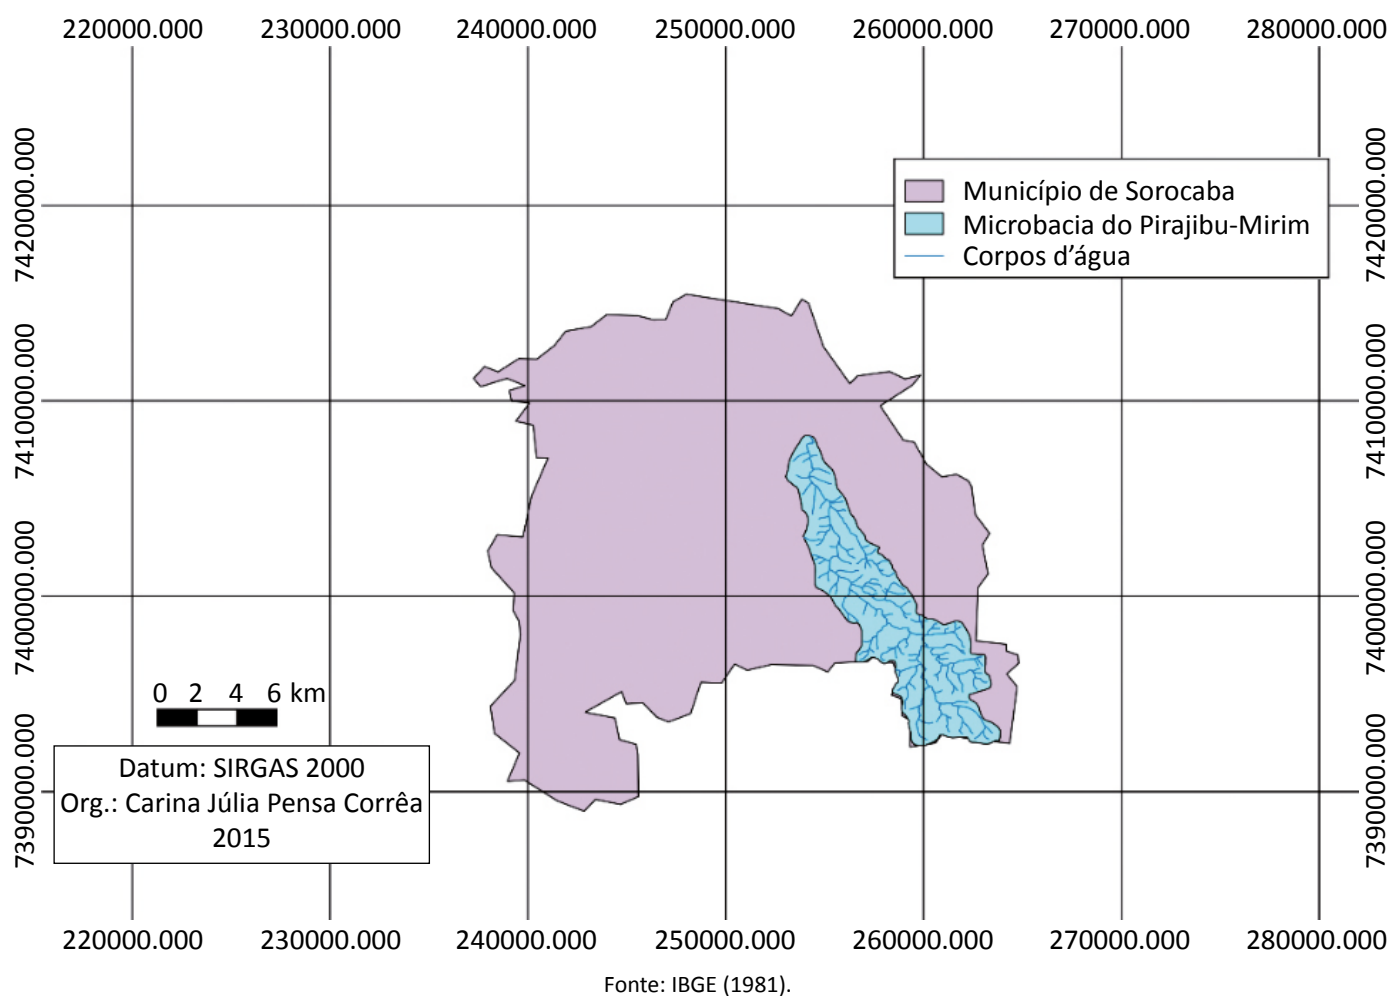 220000.000 230000.000 240000.000 250000.000 260000.000 270000.000 280000.000
7420000.000
7410000.000
7400000.000
7390000.000
Município de Sorocaba
Microbacia do Pirajibu-Mirim
Corpos d'água
0 2 4 6 km
Datum: SIRGAS 2000
Org.: Carina Júlia Pensa Corrêa
2015
7420000.000
7410000.000
7400000.000
7390000.000
220000.000 230000.000 240000.000 250000.000 260000.000 270000.000 280000.000
Fonte: IBGE (1981).